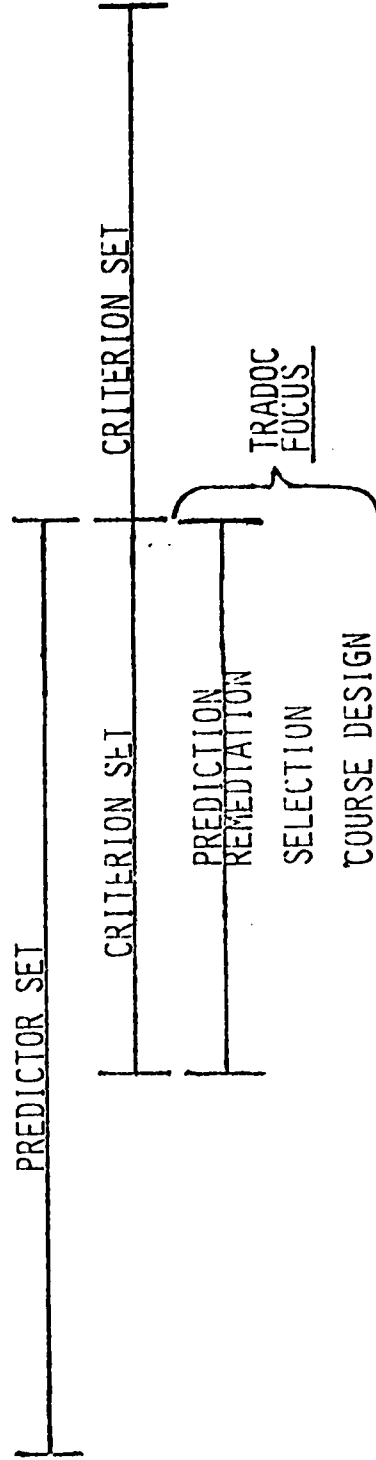 PREDICTOR SET
CRITERION SET
CRITERION SET
PREDICTION
REMEDIATION
SELECTION
COURSE DESIGN
TRADOC
FOCUS